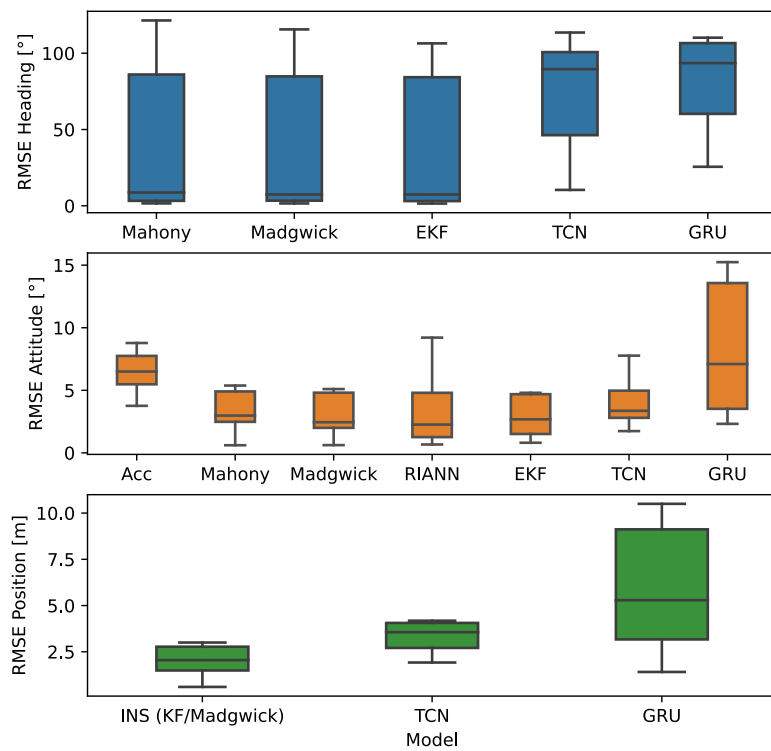 RMSE Heading [°]
100
50
0
Mahony Madgwick EKF TCN GRU
RMSE Attitude [°]
15
10
5
0
Acc Mahony Madgwick RIANN EKF TCN GRU
RMSE Position [m]
10.0
7.5
5.0
2.5
INS (KF/Madgwick) TCN GRU
Model